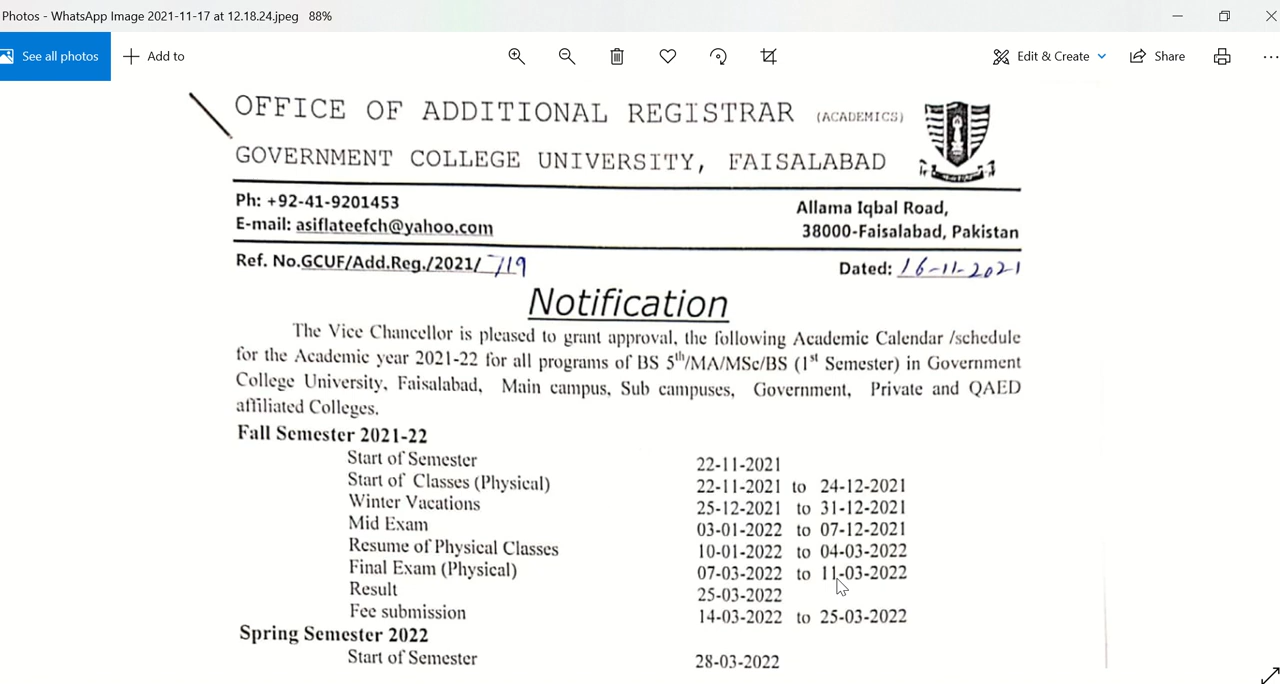 Photos - WhatsApp Image 2021-11-17 at 12.18.24.jpeg 88%
See all photos
Add to
Edit & Create
Share
OFFICE OF ADDITIONAL REGISTRAR (ACADEMICS)
GOVERNMENT COLLEGE UNIVERSITY, FAISALABAD
Ph: +92-41-9201453
Allama Iqbal Road,
E-mail: asiflateefch@yahoo.com
38000-Faisalabad, Pakistan
Ref. No.GCUF/Add.Reg./2021/ 719
Dated: 16-11-2021
Notification
The Vice Chancellor is pleased to grant approval, the following Academic Calendar /schedule
for the Academic year 2021-22 for all programs of BS 5th/MA/MSc/BS (1st Semester) in Government
College University, Faisalabad, Main campus, Sub campuses, Government, Private and QAED
affiliated Colleges.
Fall Semester 2021-22
Start of Semester 22-11-2021
Start of Classes (Physical) 22-11-2021 to 24-12-2021
Winter Vacations 25-12-2021 to 31-12-2021
Mid Exam 03-01-2022 to 07-12-2021
Resume of Physical Classes 10-01-2022 to 04-03-2022
Final Exam (Physical) 07-03-2022 to 11-03-2022
Result 25-03-2022
Fee submission 14-03-2022 to 25-03-2022
Spring Semester 2022
Start of Semester 28-03-2022